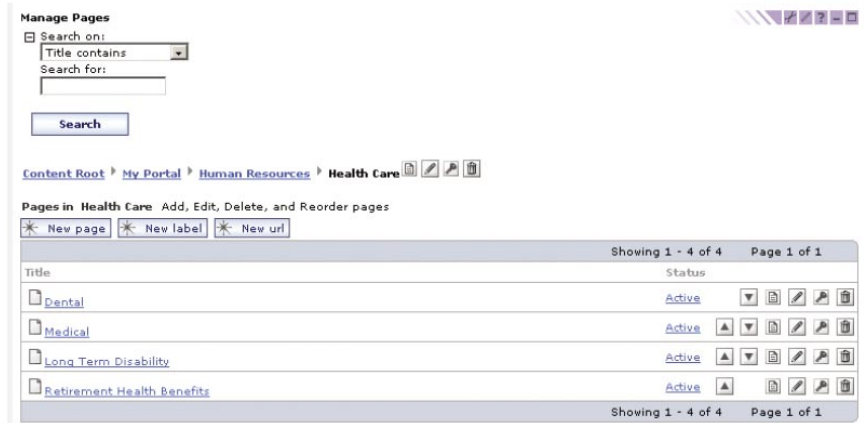 Manage Pages
Search on:
Title contains
Search for:
Search
Content Root My Portal Human Resources Health Care
Pages in Health Care Add, Edit, Delete, and Reorder pages
New page New label New url
Showing 1 - 4 of 4 Page 1 of 1
Title Status
Dental Active
Medical Active
Long Term Disability Active
Retirement Health Benefits Active
Showing 1 - 4 of 4 Page 1 of 1